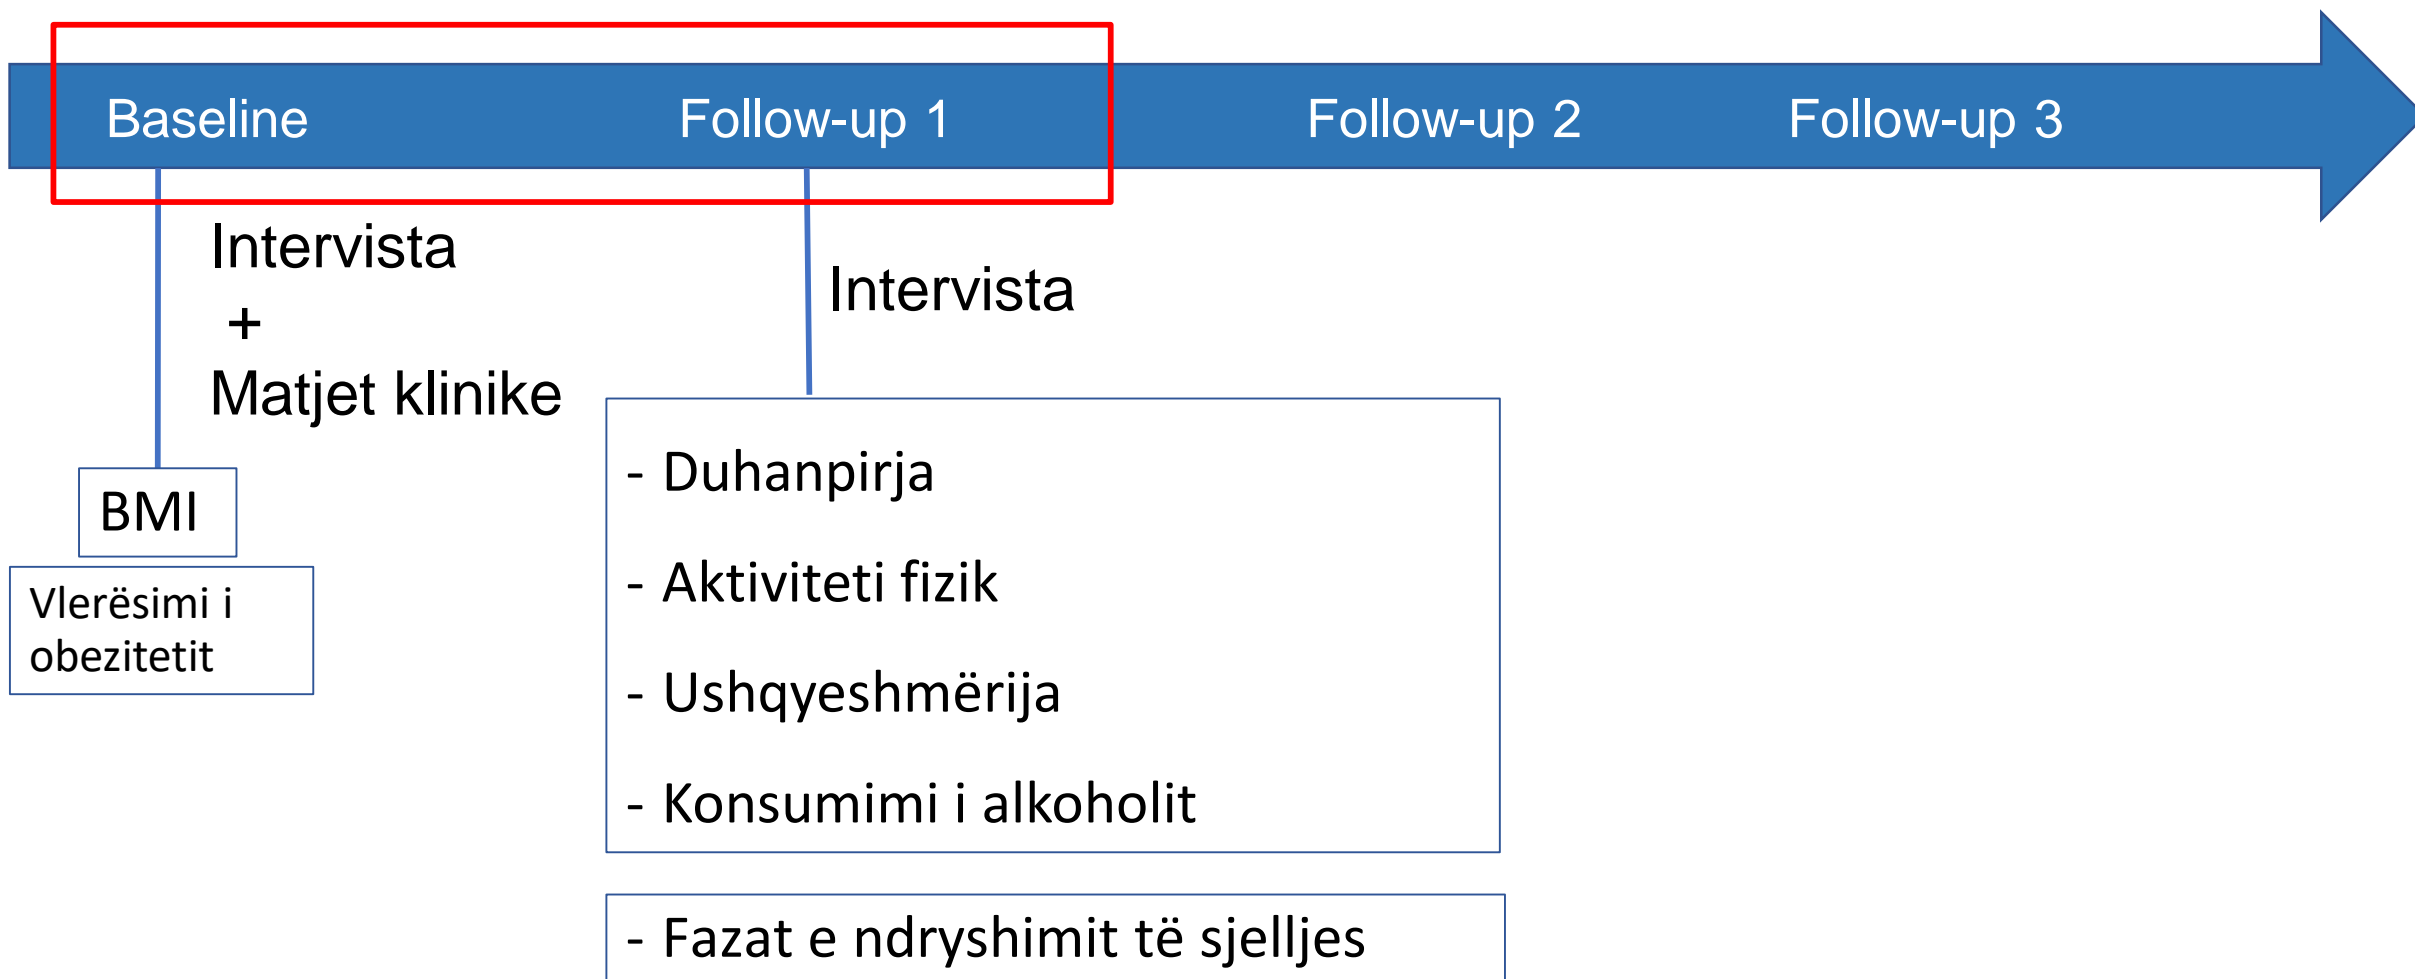 Baseline
Follow-up 1
Follow-up 2
Follow-up 3
Intervista
+
Matjet klinike
Intervista
BMI
Vlerësimi i
obezitetit
- Duhanpirja
- Aktiviteti fizik
- Ushqyeshmërija
- Konsumimi i alkoholit
- Fazat e ndryshimit të sjelljes